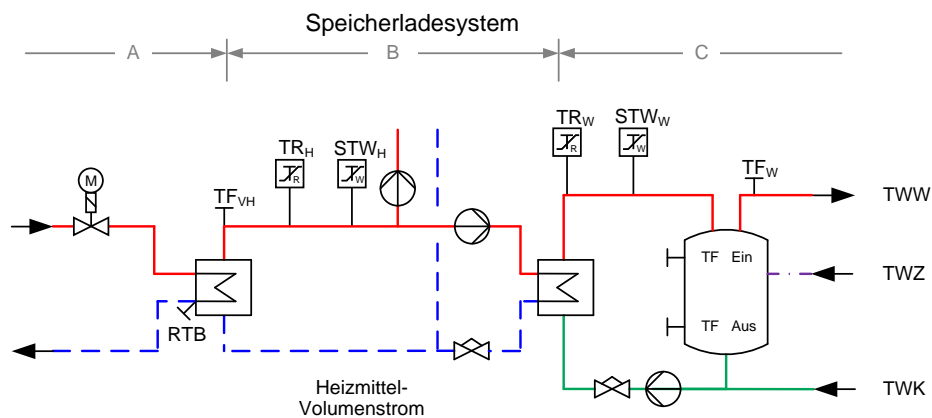 Speicherladesystem
A B C
TR_H STW_H TR_W STW_W
R W R W
M
TF_VH
TF_W
TWW
TF Ein
TWZ
RTB
TF Aus
Heizmittel-
Volumenstrom
TWK